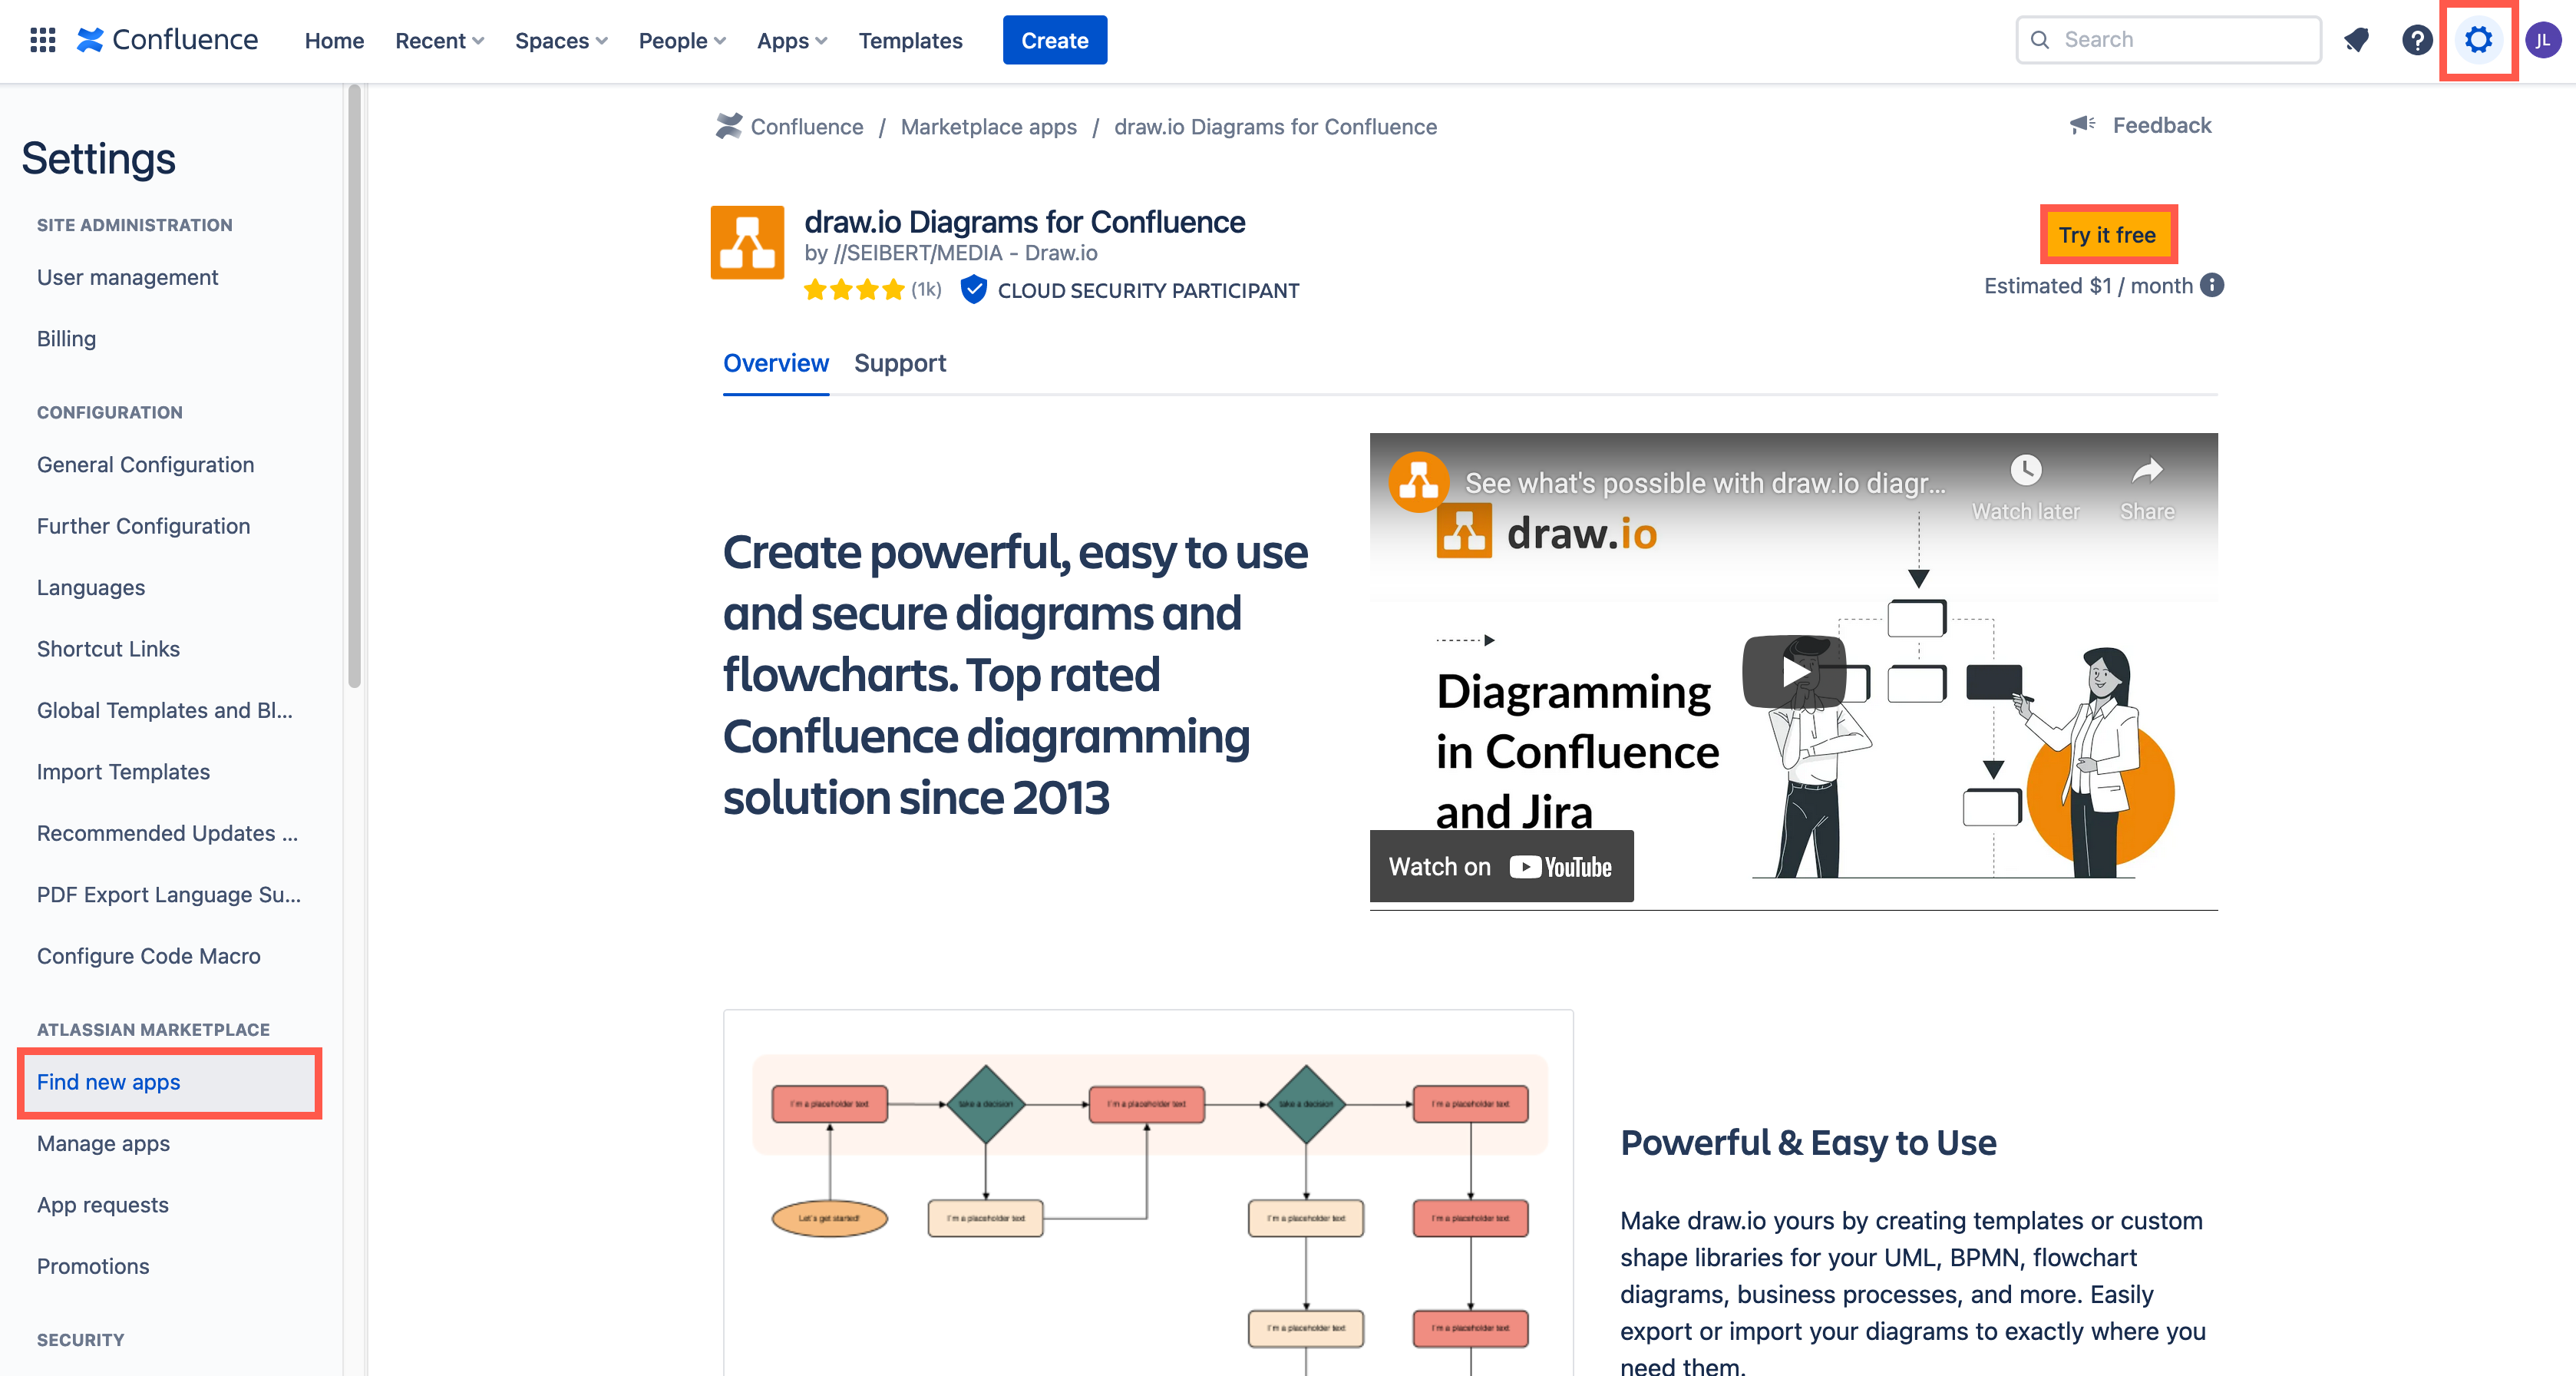 Confluence
Home
Recent
Spaces
People
Apps
Templates
Create
Search
JL
Settings
SITE ADMINISTRATION
User management
Billing
CONFIGURATION
General Configuration
Further Configuration
Languages
Shortcut Links
Global Templates and Bl...
Import Templates
Recommended Updates ...
PDF Export Language Su...
Configure Code Macro
ATLASSIAN MARKETPLACE
Find new apps
Manage apps
App requests
Promotions
SECURITY
Confluence / Marketplace apps / draw.io Diagrams for Confluence
Feedback
draw.io Diagrams for Confluence
by //SEIBERT/MEDIA - Draw.io
(1k)
CLOUD SECURITY PARTICIPANT
Try it free
Estimated $1 / month
Overview
Support
Create powerful, easy to use
and secure diagrams and
flowcharts. Top rated
Confluence diagramming
solution since 2013
See what's possible with draw.io diagr...
Watch later
Share
draw.io
Diagramming
in Confluence
and Jira
Watch on YouTube
I'm a placeholder text
take a decision
I'm a placeholder text
take a decision
I'm a placeholder text
Let's get started!
I'm a placeholder text
I'm a placeholder text
I'm a placeholder text
I'm a placeholder text
I'm a placeholder text
Powerful & Easy to Use
Make draw.io yours by creating templates or custom
shape libraries for your UML, BPMN, flowchart
diagrams, business processes, and more. Easily
export or import your diagrams to exactly where you
need them.